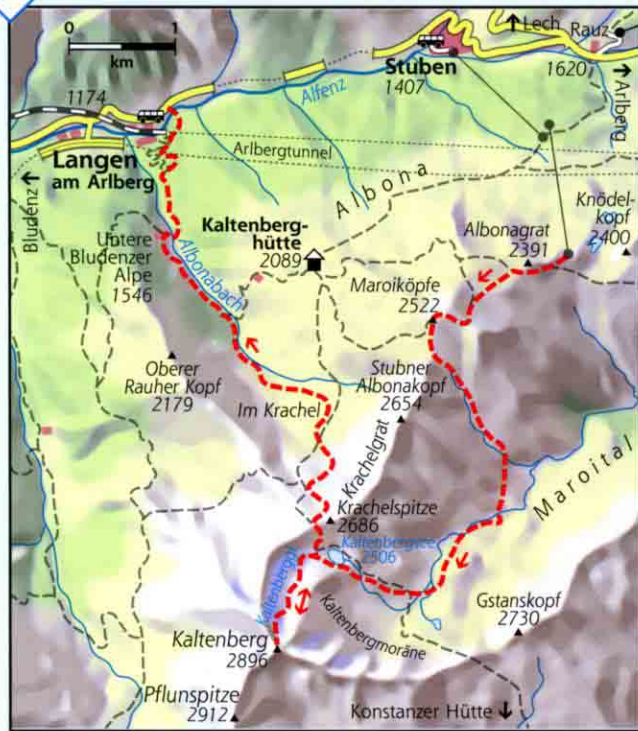 0 1
km
Lech
Rauz
Stuben
1407
1620
Arlberg
1174
Alfenz
Langen
am Arlberg
Arlbergtunnel
Bludenz
Albona
Knödel-
kopf
2400
Kaltenberg-
hütte
2089
Albonagrat
2391
Untere
Bludenzer
Alpe
1546
Albonabach
Maroiköpfe
2522
Oberer
Rauher Kopf
2179
Stubner
Albonakopf
2654
Im Krachel
Krachelgrat
Maroital
Krachelspitze
2686
Kaltenbergsee
2506
Kaltenberggl.
Gstanskopf
2730
Kaltenbergmoräne
Kaltenberg
2896
Pflunspitze
2912
Konstanzer Hütte